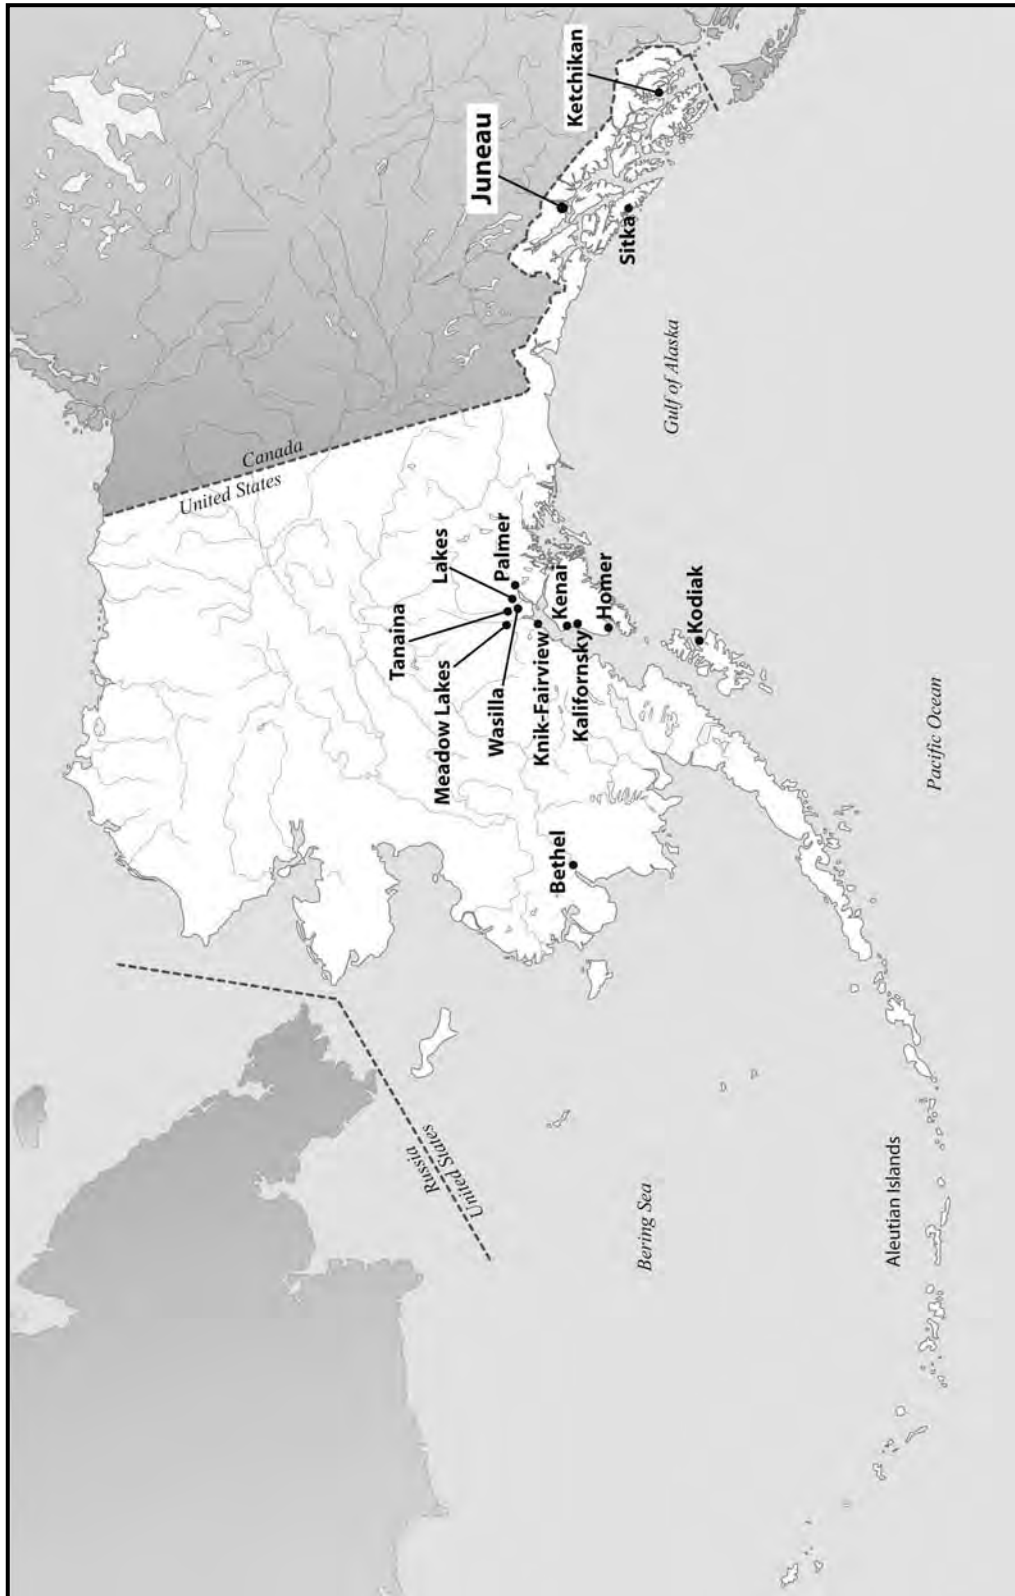 Canada
United States
Russia
United States
Juneau
Ketchikan
Sitka
Gulf of Alaska
Lakes
Palmer
Tanaina
Meadow Lakes
Wasilla
Knik-Fairview
Kenai
Kalifornsky
Homer
Kodiak
Bethel
Pacific Ocean
Bering Sea
Aleutian Islands